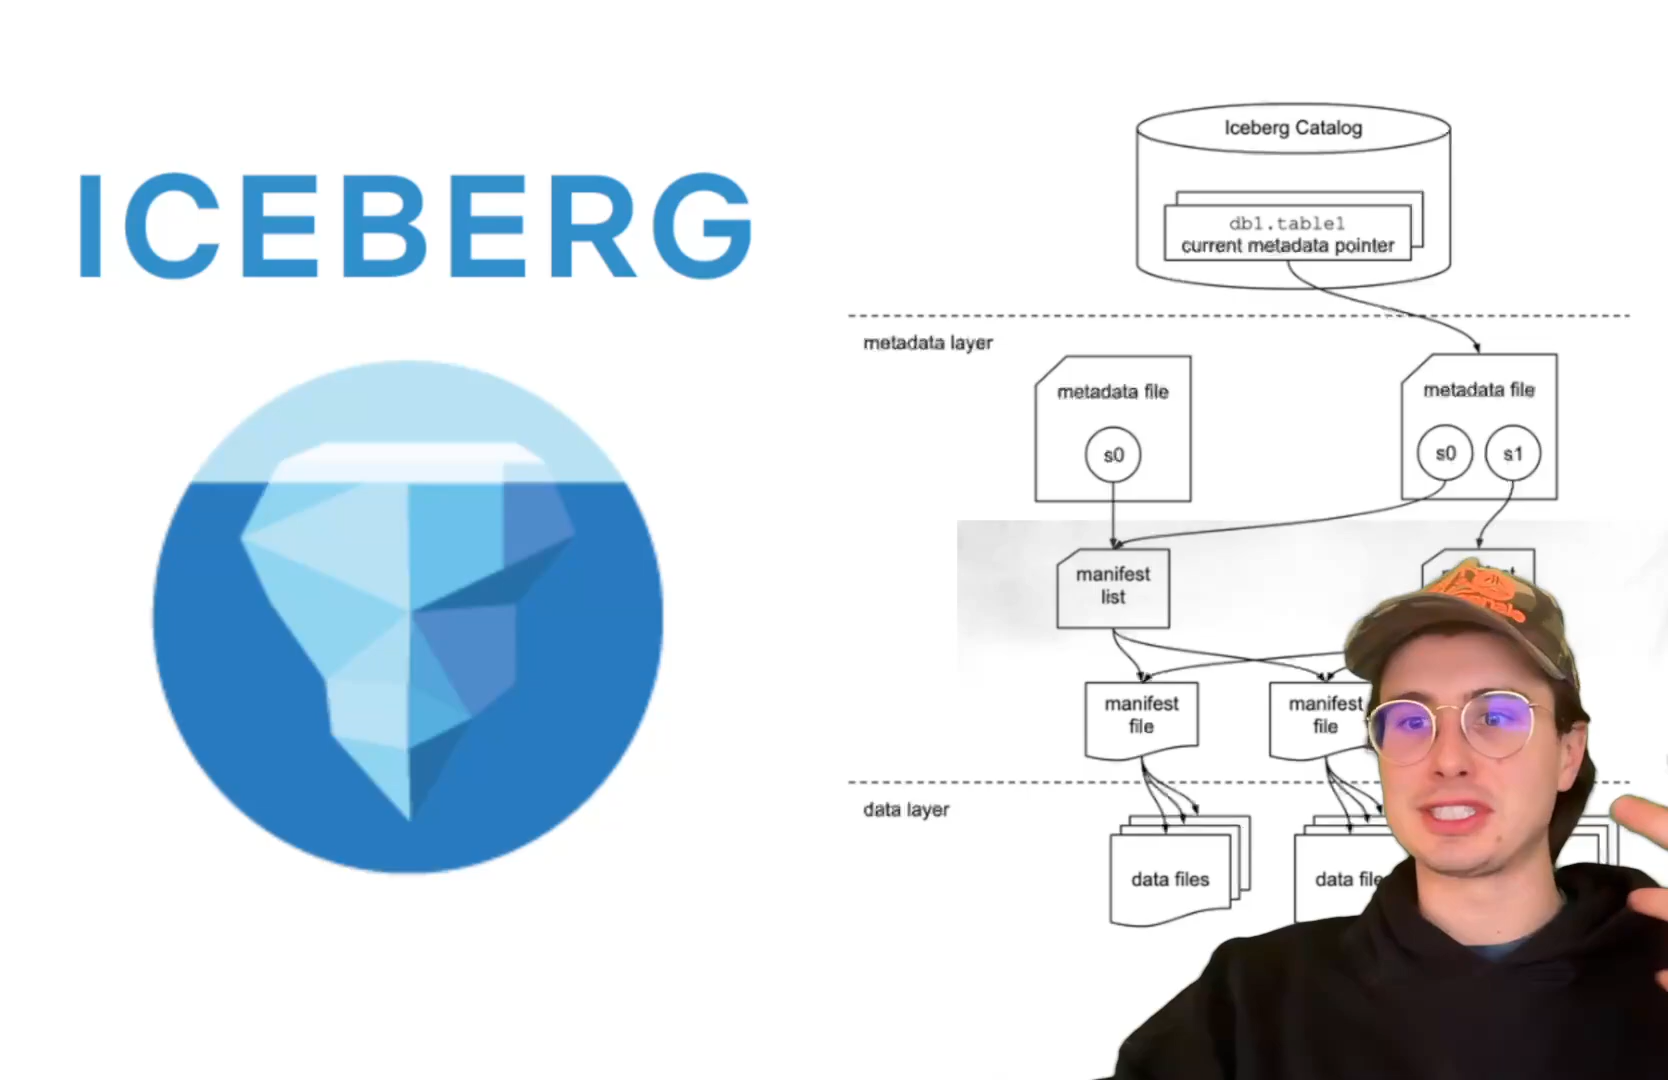 ICEBERG
Iceberg Catalog
db1.table1
current metadata pointer
metadata layer
metadata file
s0
metadata file
s0
s1
manifest
list
manifest
file
manifest
file
data layer
data files
data